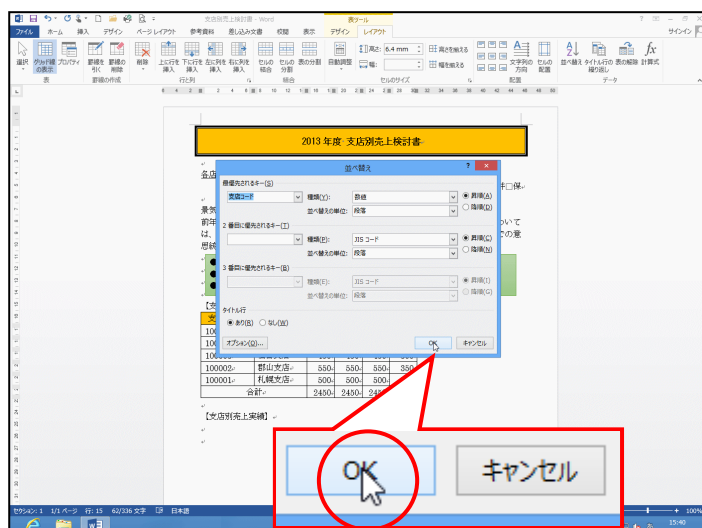 支店別売上検討書 - Word
表ツール
サインイン
ファイル ホーム 挿入 デザイン ページ レイアウト 参考資料 差し込み文書 校閲 表示 デザイン レイアウト
選択 グリッド線の表示 プロパティ 罫線を引く 罫線の削除 削除 上に行を挿入 下に行を挿入 左に列を挿入 右に列を挿入 セルの結合 セルの分割 表の分割 自動調整 高さ: 6.4 mm 高さを揃える 幅: 幅を揃える 文字列の方向 セルの配置 並べ替え タイトル行の繰り返し 表の解除 計算式
表 罫線の作成 行と列 結合 セルのサイズ 配置 データ
2013 年度 支店別売上検討書
各店
井口保
景気
前年
ついて
は、
での意
思統
並べ替え
最優先されるキー(S)
支店コード 種類(Y): 数値 昇順(A)
並べ替えの単位: 段落 降順(D)
2 番目に優先されるキー(T)
種類(P): JIS コード 昇順(C)
並べ替えの単位: 段落 降順(N)
3 番目に優先されるキー(B)
種類(E): JIS コード 昇順(I)
並べ替えの単位: 段落 降順(G)
タイトル行
あり(R) なし(W)
オプション(O)... OK キャンセル
【支
支
100
100
100002 郡山支店 550 550 550 350
100001 札幌支店 500 500 500
合計 2450 2450
【支店別売上実績】
OK キャンセル
セクション: 1 1/1 ページ 行: 15 62/336 文字 日本語 100%
15:40